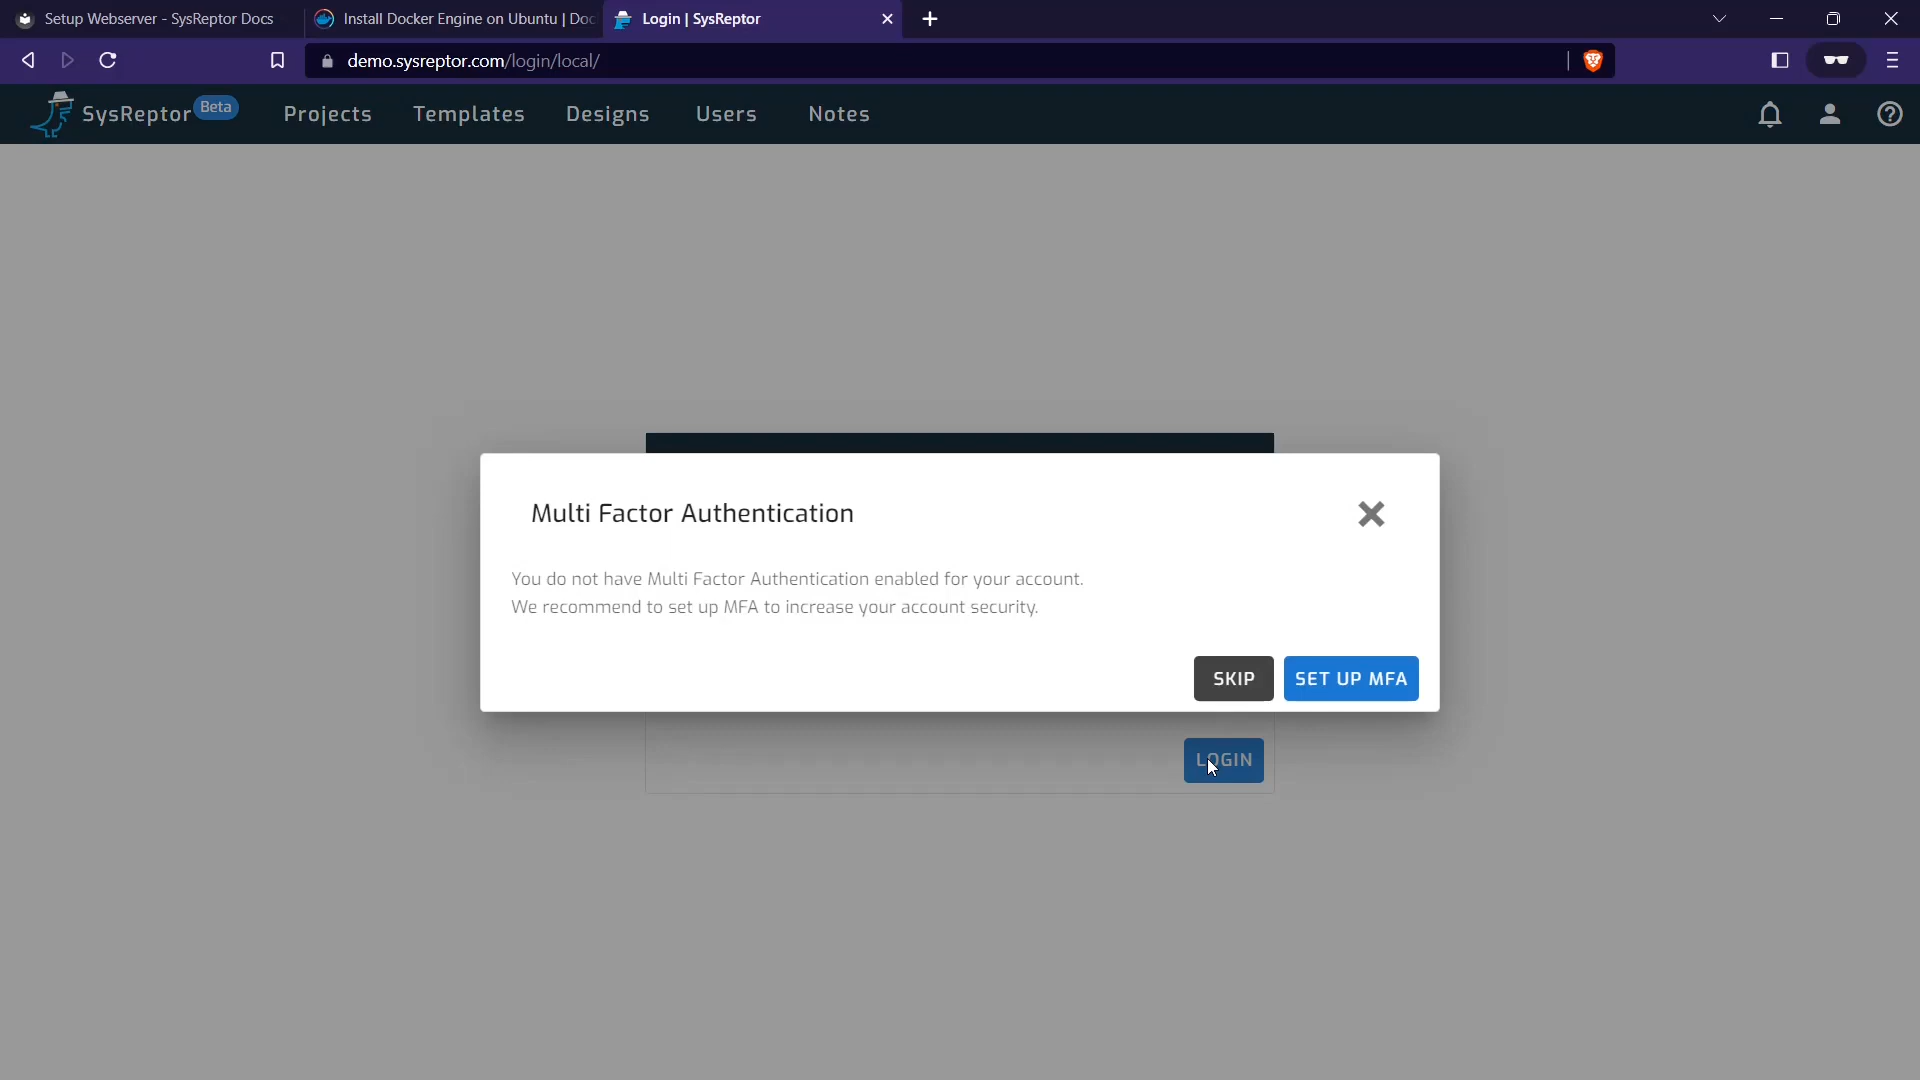 Setup Webserver - SysReptor Docs
Install Docker Engine on Ubuntu | Doc
Login | SysReptor
demo.sysreptor.com/login/local/
SysReptor Beta
Projects
Templates
Designs
Users
Notes
Multi Factor Authentication
You do not have Multi Factor Authentication enabled for your account.
We recommend to set up MFA to increase your account security.
SKIP
SET UP MFA
LOGIN